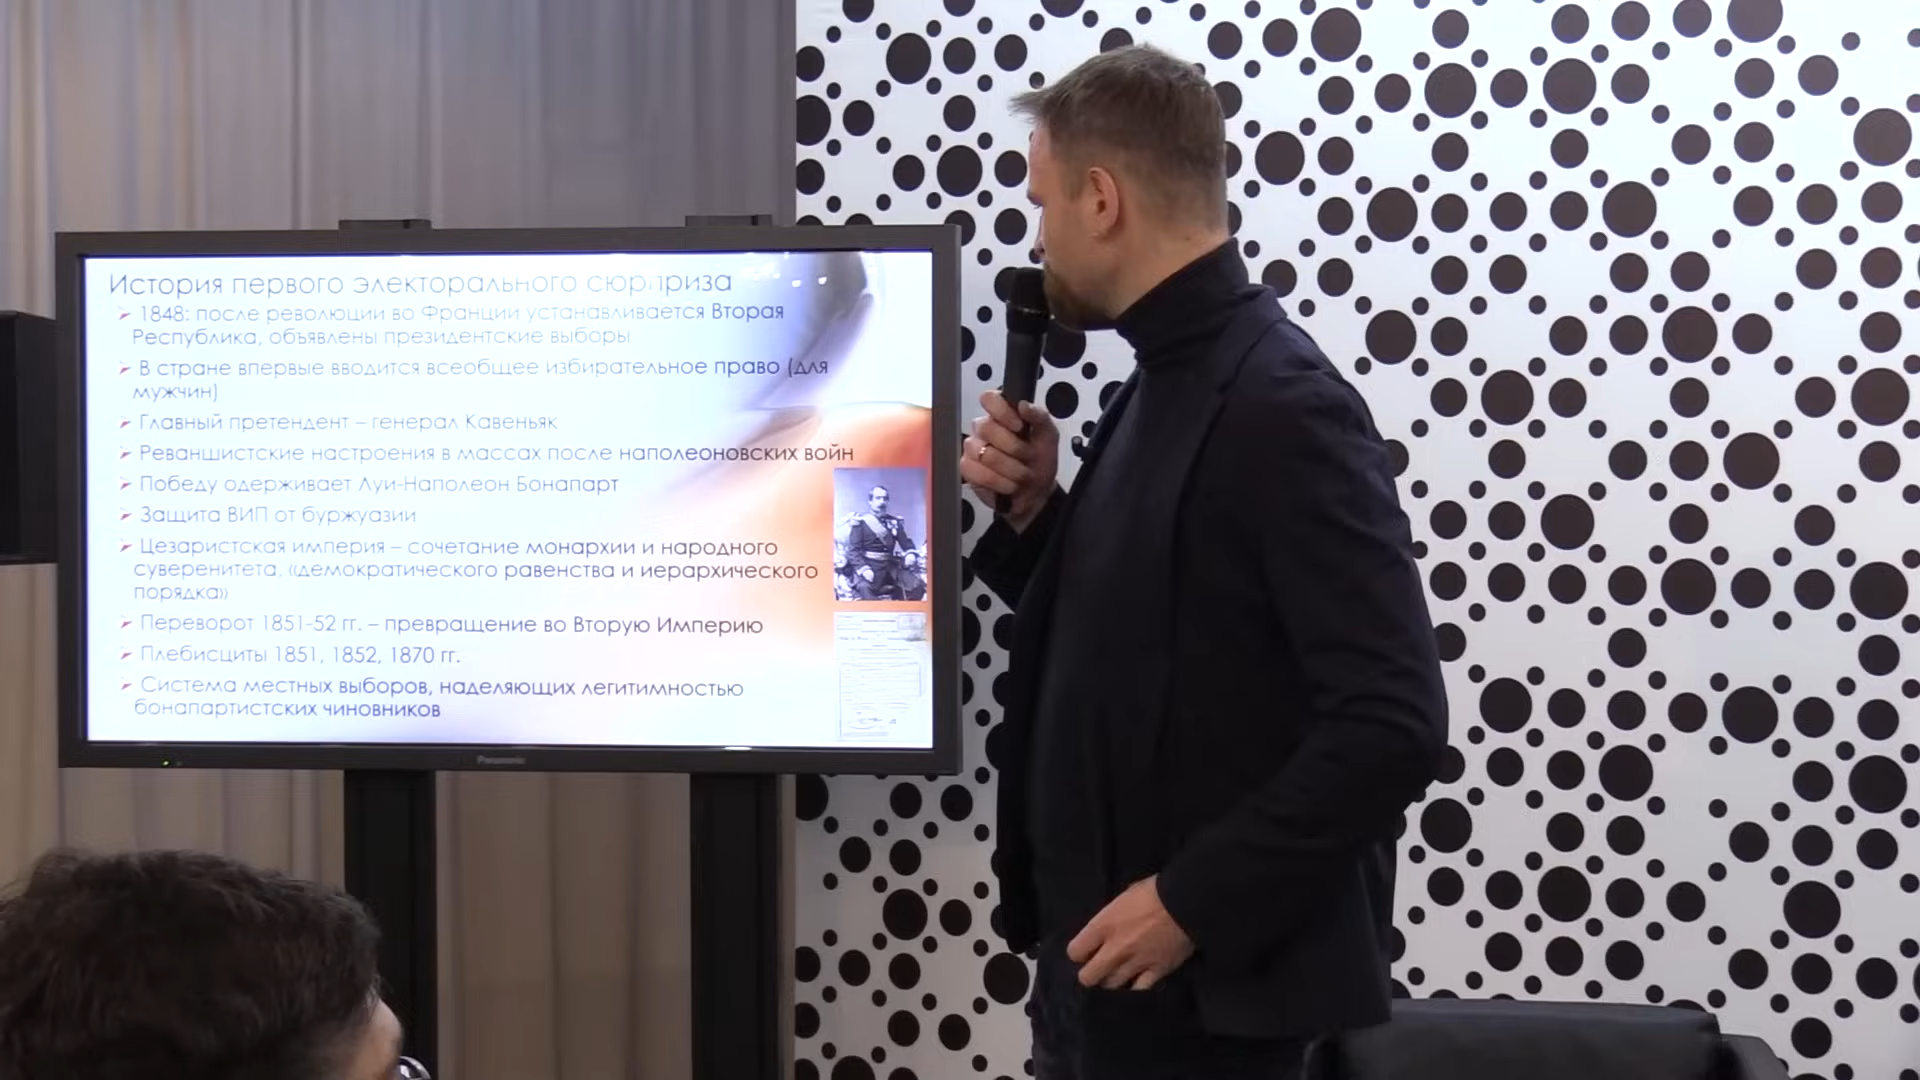 История первого электорального сюрприза
1848: после революции во Франции устанавливается Вторая
Республика, объявлены президентские выборы
В стране впервые вводится всеобщее избирательное право (для
мужчин)
Главный претендент – генерал Кавеньяк
Реваншистские настроения в массах после наполеоновских войн
Победу одерживает Луи-Наполеон Бонапарт
Защита ВИП от буржуазии
Цезаристская империя – сочетание монархии и народного
суверенитета, «демократического равенства и иерархического
порядка»
Переворот 1851-52 гг. – превращение во Вторую Империю
Плебисциты 1851, 1852, 1870 гг.
Система местных выборов, наделяющих легитимностью
бонапартистских чиновников
Panasonic